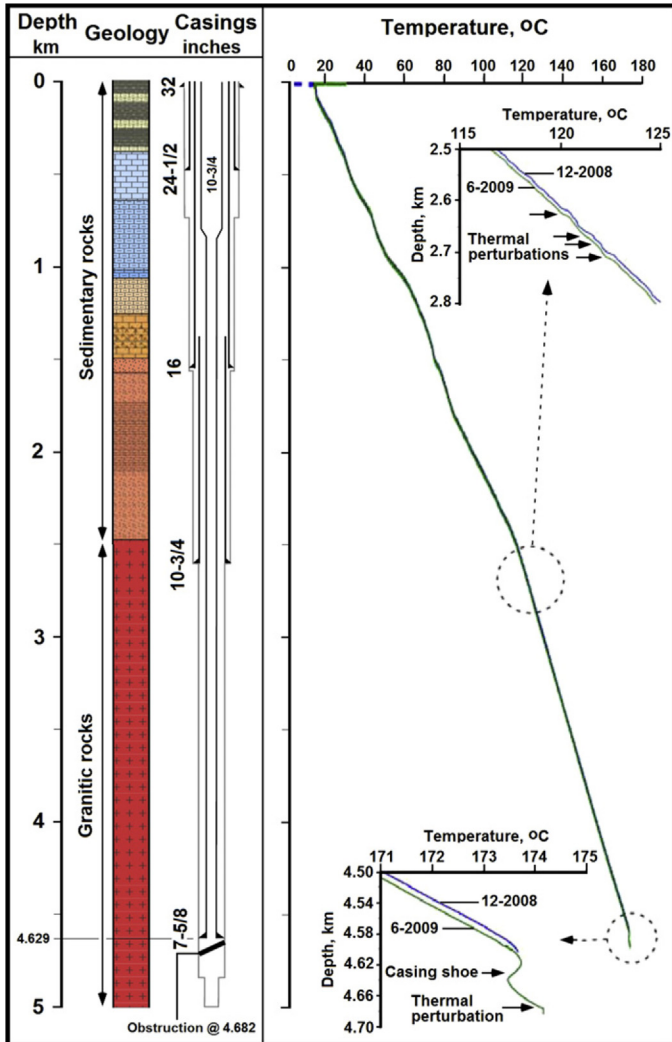 Depth
km
Geology
Casings
inches
0
1
2
3
4
4.629
5
Sedimentary rocks
Granitic rocks
32
24-1/2
10-3/4
16
10-3/4
7-5/8
Obstruction @ 4.682
Temperature, oC
0 20 40 60 80 100 120 140 160 180
Temperature, oC
115 120 125
Depth, km
2.5
2.6
2.7
2.8
12-2008
6-2009
Thermal
perturbations
Temperature, oC
171 172 173 174 175
Depth, km
4.50
4.54
4.58
4.62
4.66
4.70
12-2008
6-2009
Casing shoe
Thermal
perturbation